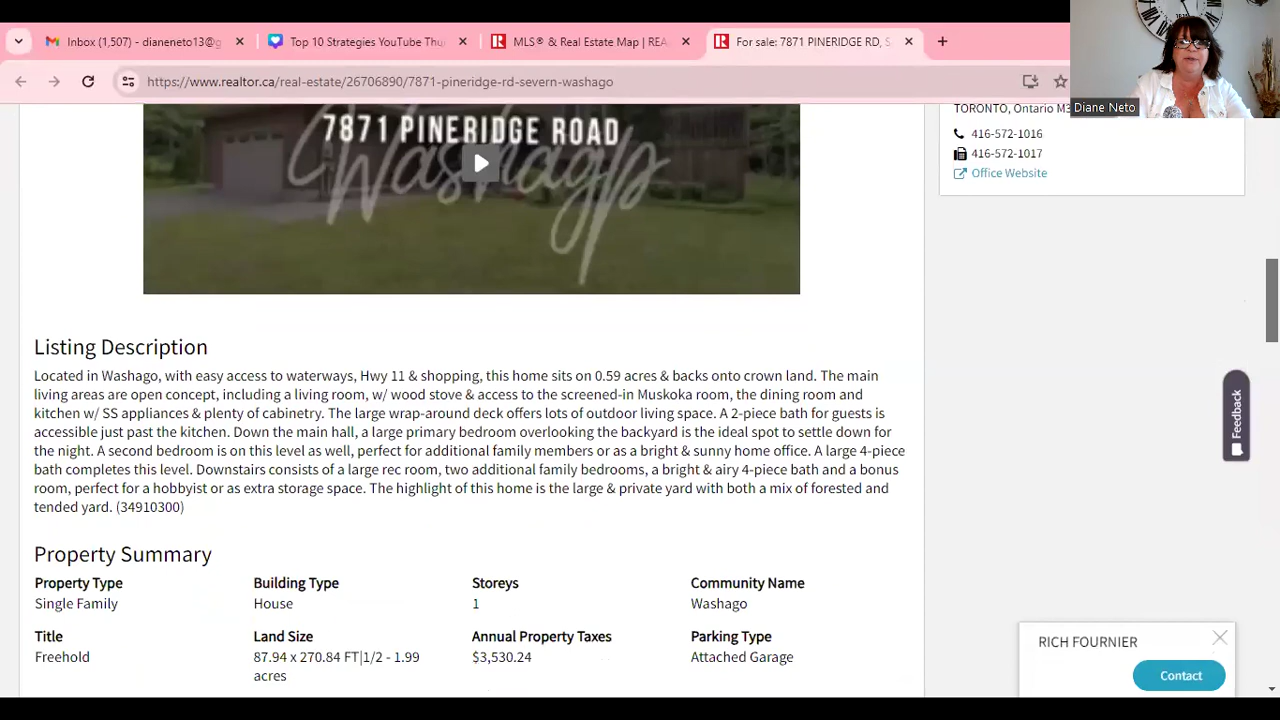 Inbox (1,507) - dianeneto13@g
Top 10 Strategies YouTube Thu
MLS® & Real Estate Map | REA
For sale: 7871 PINERIDGE RD, S
https://www.realtor.ca/real-estate/26706890/7871-pineridge-rd-severn-washago
Diane Neto
7871 PINERIDGE ROAD
Washago
TORONTO, Ontario M3
416-572-1016
416-572-1017
Office Website
Listing Description
Located in Washago, with easy access to waterways, Hwy 11 & shopping, this home sits on 0.59 acres & backs onto crown land. The main
living areas are open concept, including a living room, w/ wood stove & access to the screened-in Muskoka room, the dining room and
kitchen w/ SS appliances & plenty of cabinetry. The large wrap-around deck offers lots of outdoor living space. A 2-piece bath for guests is
accessible just past the kitchen. Down the main hall, a large primary bedroom overlooking the backyard is the ideal spot to settle down for
the night. A second bedroom is on this level as well, perfect for additional family members or as a bright & sunny home office. A large 4-piece
bath completes this level. Downstairs consists of a large rec room, two additional family bedrooms, a bright & airy 4-piece bath and a bonus
room, perfect for a hobbyist or as extra storage space. The highlight of this home is the large & private yard with both a mix of forested and
tended yard. (34910300)
Feedback
Property Summary
Property Type
Single Family
Building Type
House
Storeys
1
Community Name
Washago
Title
Freehold
Land Size
87.94 x 270.84 FT|1/2 - 1.99
acres
Annual Property Taxes
$3,530.24
Parking Type
Attached Garage
RICH FOURNIER
Contact